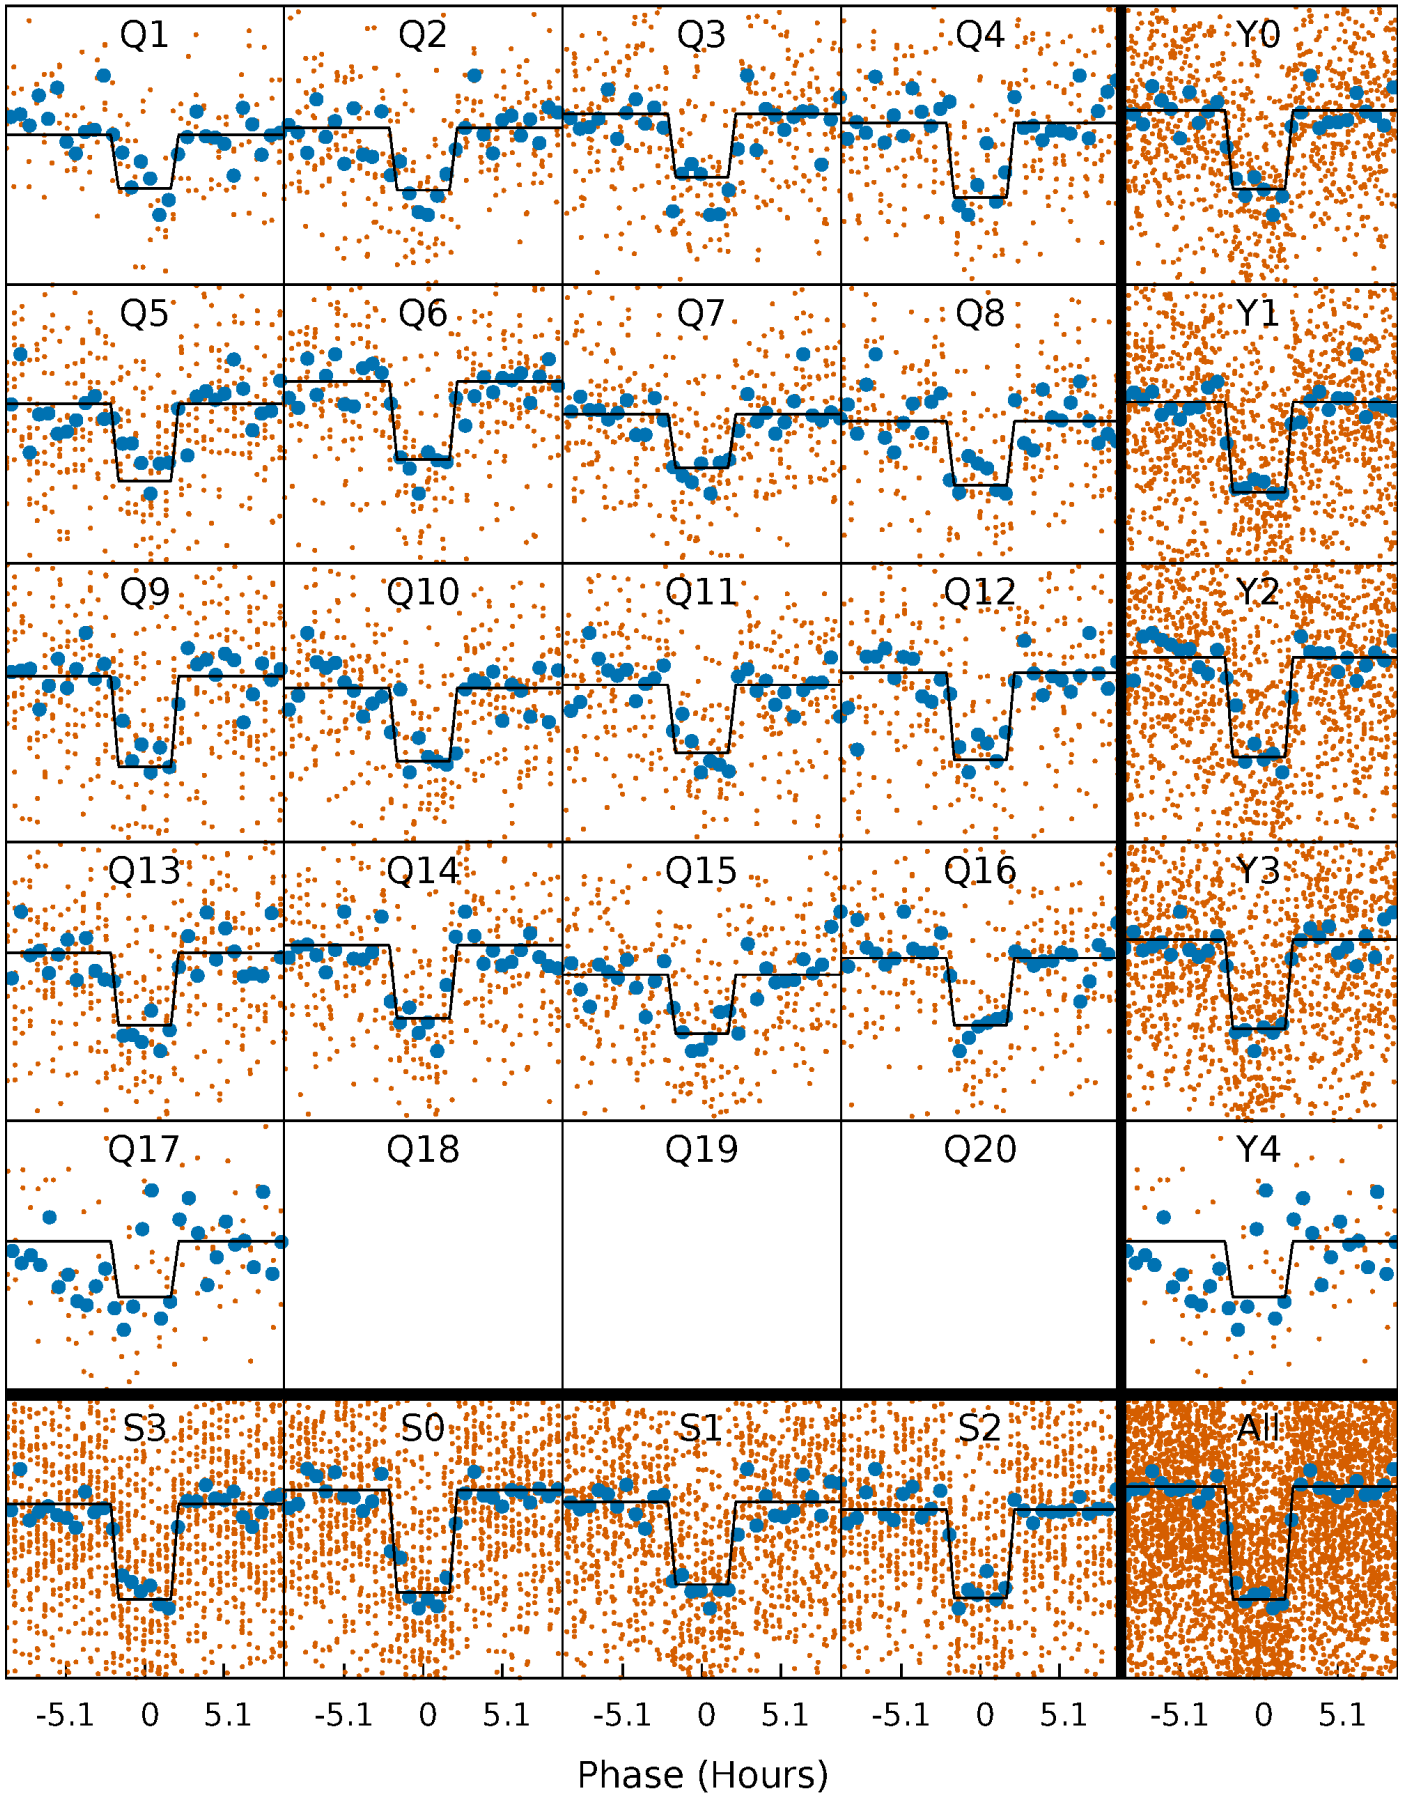 Q1 Q2 Q3 Q4 Y0
Q5 Q6 Q7 Q8 Y1
Q9 Q10 Q11 Q12 Y2
Q13 Q14 Q15 Q16 Y3
Q17 Q18 Q19 Q20 Y4
S3 S0 S1 S2 All
-5.1 0 5.1 -5.1 0 5.1 -5.1 0 5.1 -5.1 0 5.1 -5.1 0 5.1
Phase (Hours)